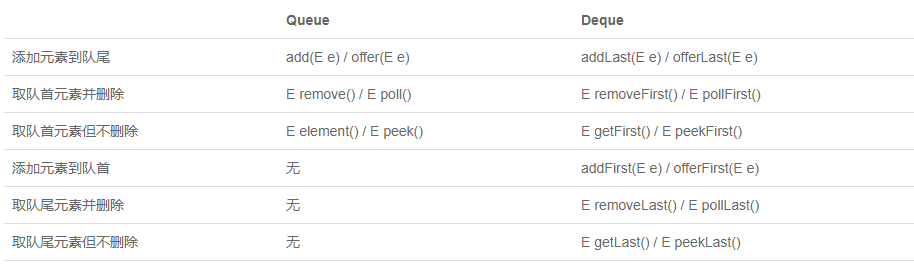 Queue Deque
添加元素到队尾 add(E e) / offer(E e) addLast(E e) / offerLast(E e)
取队首元素并删除 E remove() / E poll() E removeFirst() / E pollFirst()
取队首元素但不删除 E element() / E peek() E getFirst() / E peekFirst()
添加元素到队首 无 addFirst(E e) / offerFirst(E e)
取队尾元素并删除 无 E removeLast() / E pollLast()
取队尾元素但不删除 无 E getLast() / E peekLast()